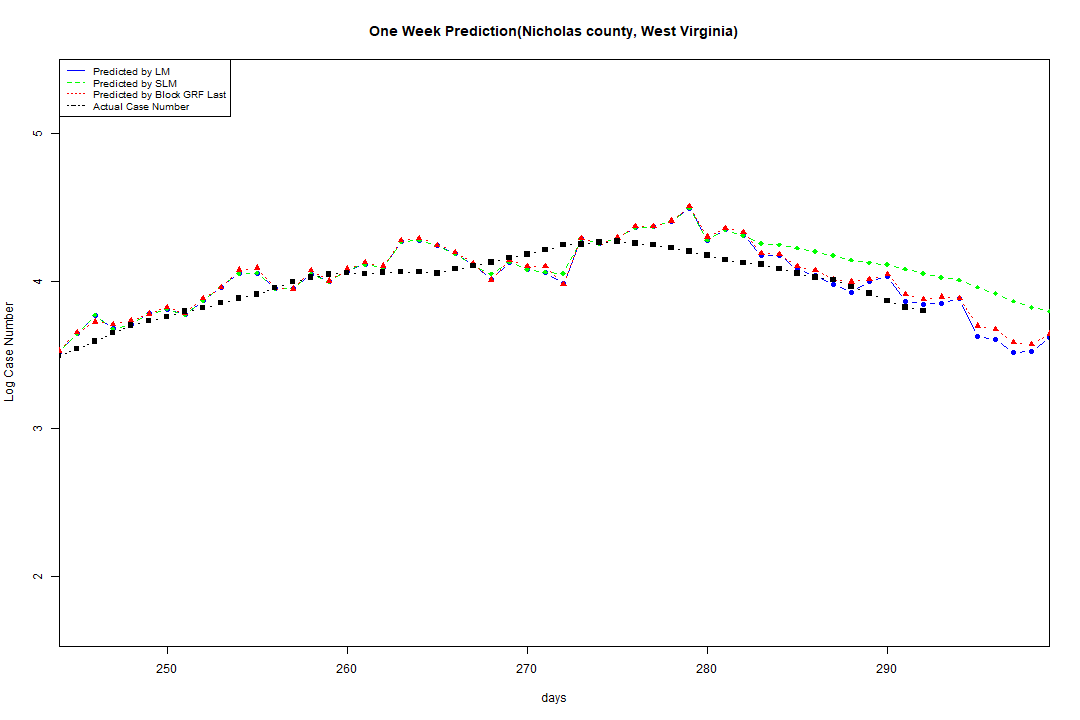 One Week Prediction(Nicholas county, West Virginia)
Predicted by LM
Predicted by SLM
Predicted by Block GRF Last
Actual Case Number
5
4
3
2
Log Case Number
250 260 270 280 290
days